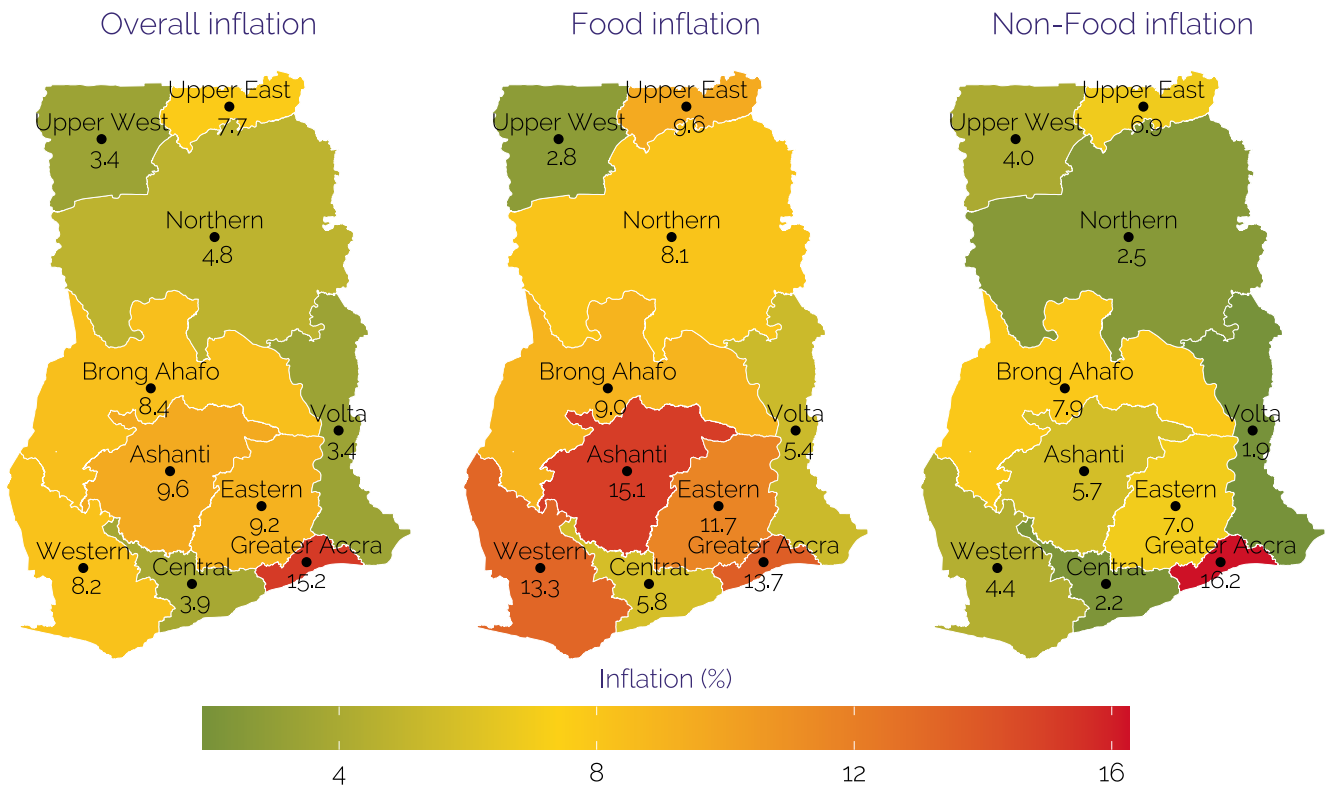 Overall inflation
Upper East
7.7
Upper West
3.4
Northern
4.8
Brong Ahafo
8.4
Volta
3.4
Ashanti
9.6
Eastern
9.2
Western
8.2
Greater Accra
15.2
Central
3.9
Food inflation
Upper East
9.6
Upper West
2.8
Northern
8.1
Brong Ahafo
9.0
Volta
5.4
Ashanti
15.1
Eastern
11.7
Western
13.3
Greater Accra
13.7
Central
5.8
Non-Food inflation
Upper East
6.9
Upper West
4.0
Northern
2.5
Brong Ahafo
7.9
Volta
1.9
Ashanti
5.7
Eastern
7.0
Western
4.4
Greater Accra
16.2
Central
2.2
Inflation (%)
4 8 12 16